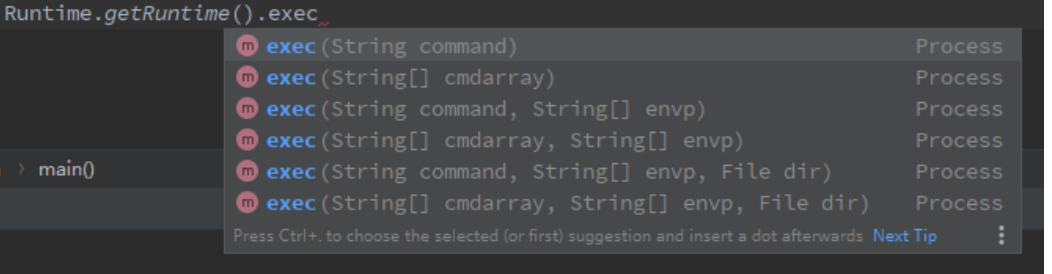 Runtime.getRuntime().exec
m exec(String command) Process
m exec(String[] cmdarray) Process
m exec(String command, String[] envp) Process
m exec(String[] cmdarray, String[] envp) Process
m exec(String command, String[] envp, File dir) Process
m exec(String[] cmdarray, String[] envp, File dir) Process
› main()
Press Ctrl+. to choose the selected (or first) suggestion and insert a dot afterwards Next Tip